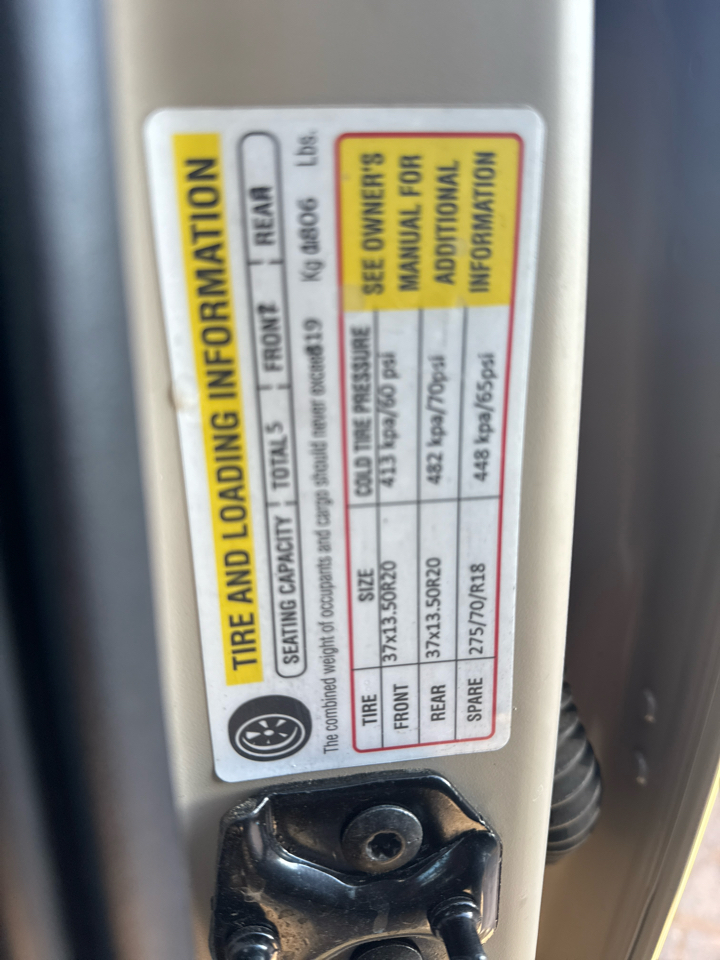 TIRE AND LOADING INFORMATION
SEATING CAPACITY TOTAL 5 FRONT REAR
The combined weight of occupants and cargo should never exceed 819 Kg 1806 Lbs.
TIRE SIZE COLD TIRE PRESSURE
FRONT 37x13.50R20 413 kpa/60 psi
REAR 37x13.50R20 482 kpa/70psi
SPARE 275/70/R18 448 kpa/65psi
SEE OWNER'S
MANUAL FOR
ADDITIONAL
INFORMATION